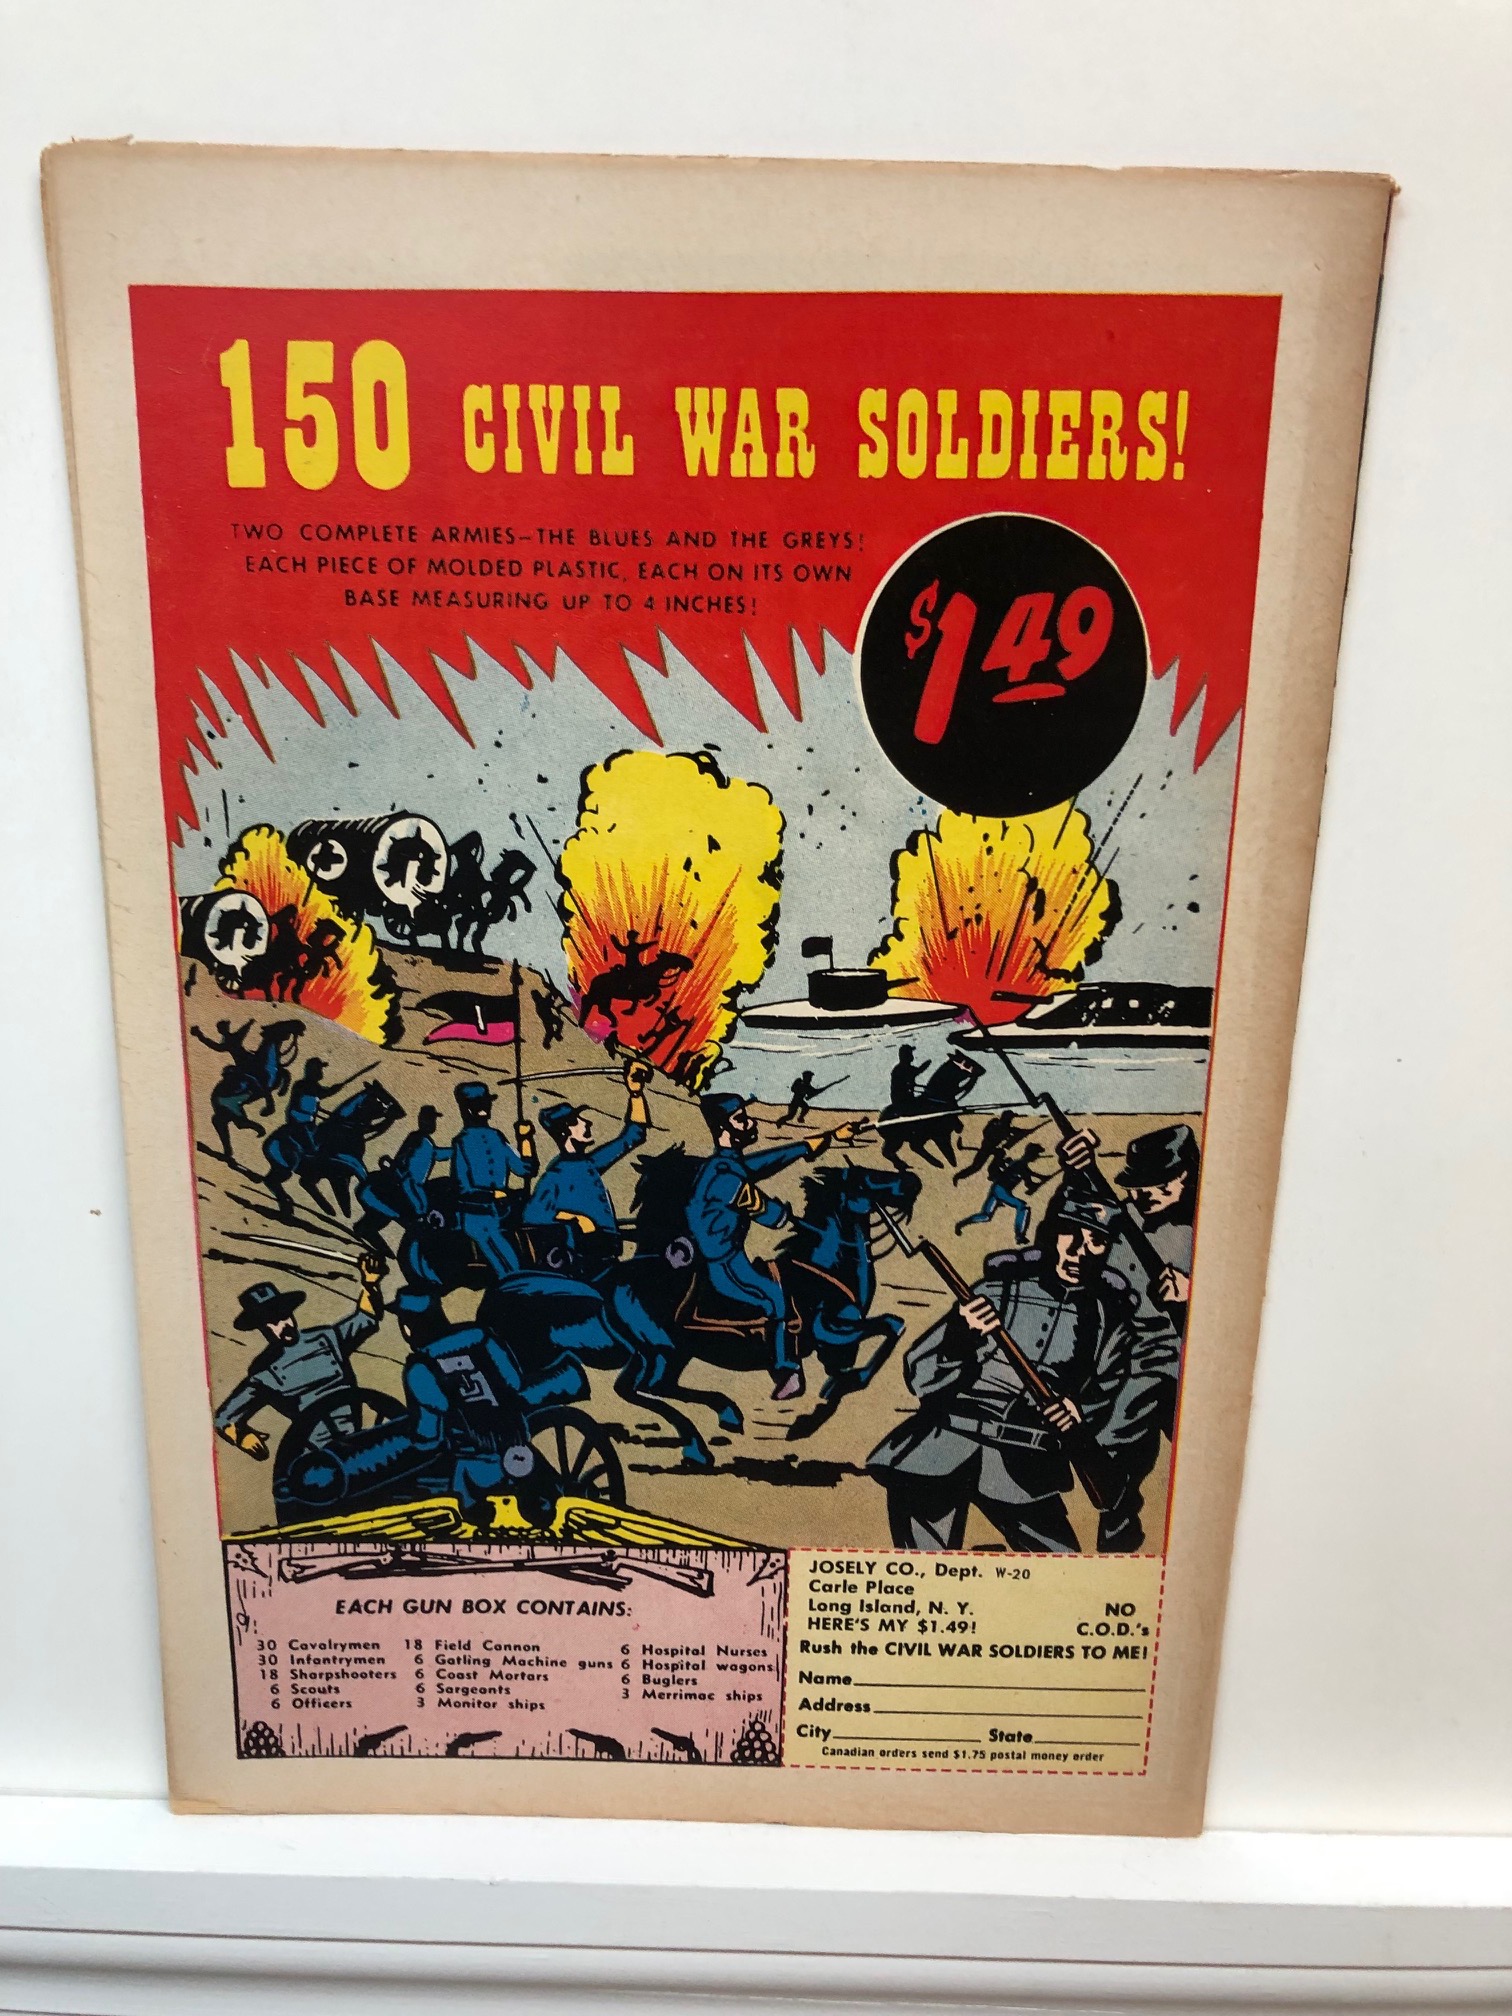 150 CIVIL WAR SOLDIERS!
TWO COMPLETE ARMIES–THE BLUES AND THE GREYS!
EACH PIECE OF MOLDED PLASTIC, EACH ON ITS OWN
BASE MEASURING UP TO 4 INCHES!
$1.49
EACH GUN BOX CONTAINS:
30 Cavalrymen
30 Infantrymen
18 Sharpshooters
6 Scouts
6 Officers
18 Field Cannon
6 Gatling Machine guns
6 Coast Mortars
6 Sargeants
3 Monitor ships
6 Hospital Nurses
6 Hospital wagons
6 Buglers
3 Merrimac ships
JOSELY CO., Dept. W-20
Carle Place
Long Island, N. Y.
HERE'S MY $1.49!
NO
C.O.D.'s
Rush the CIVIL WAR SOLDIERS TO ME!
Name
Address
City State
Canadian orders send $1.75 postal money order